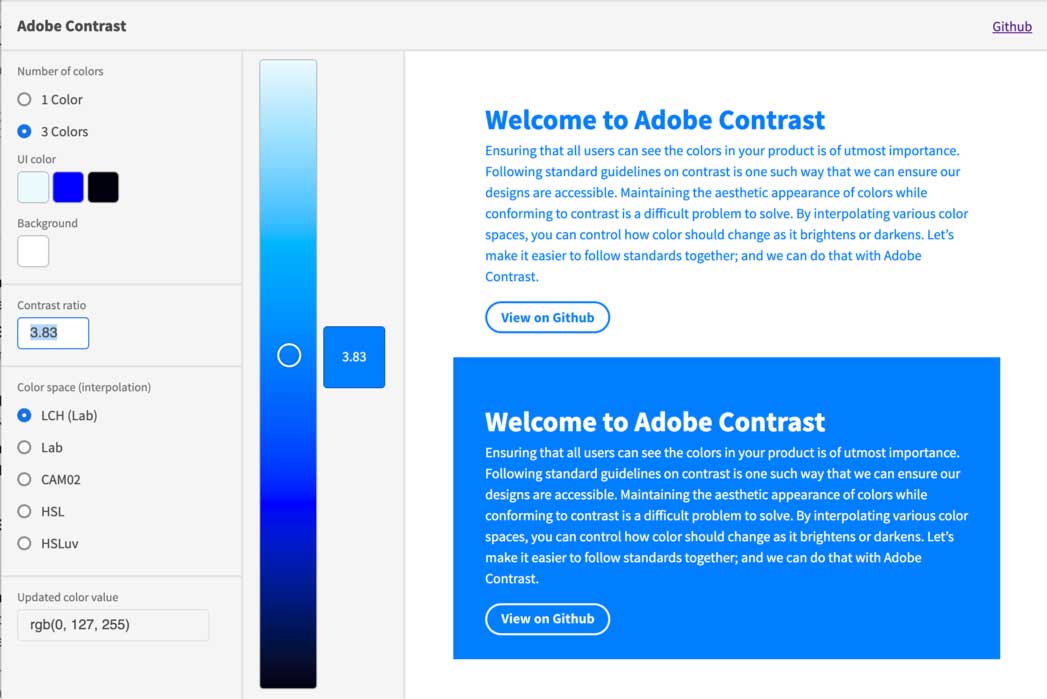 Adobe Contrast
Github
Number of colors
1 Color
3 Colors
UI color
Background
Contrast ratio
3.83
Color space (interpolation)
LCH (Lab)
Lab
CAM02
HSL
HSLuv
Updated color value
rgb(0, 127, 255)
3.83
Welcome to Adobe Contrast
Ensuring that all users can see the colors in your product is of utmost importance.
Following standard guidelines on contrast is one such way that we can ensure our
designs are accessible. Maintaining the aesthetic appearance of colors while
conforming to contrast is a difficult problem to solve. By interpolating various color
spaces, you can control how color should change as it brightens or darkens. Let’s
make it easier to follow standards together; and we can do that with Adobe
Contrast.
View on Github
Welcome to Adobe Contrast
Ensuring that all users can see the colors in your product is of utmost importance.
Following standard guidelines on contrast is one such way that we can ensure our
designs are accessible. Maintaining the aesthetic appearance of colors while
conforming to contrast is a difficult problem to solve. By interpolating various color
spaces, you can control how color should change as it brightens or darkens. Let’s
make it easier to follow standards together; and we can do that with Adobe
Contrast.
View on Github